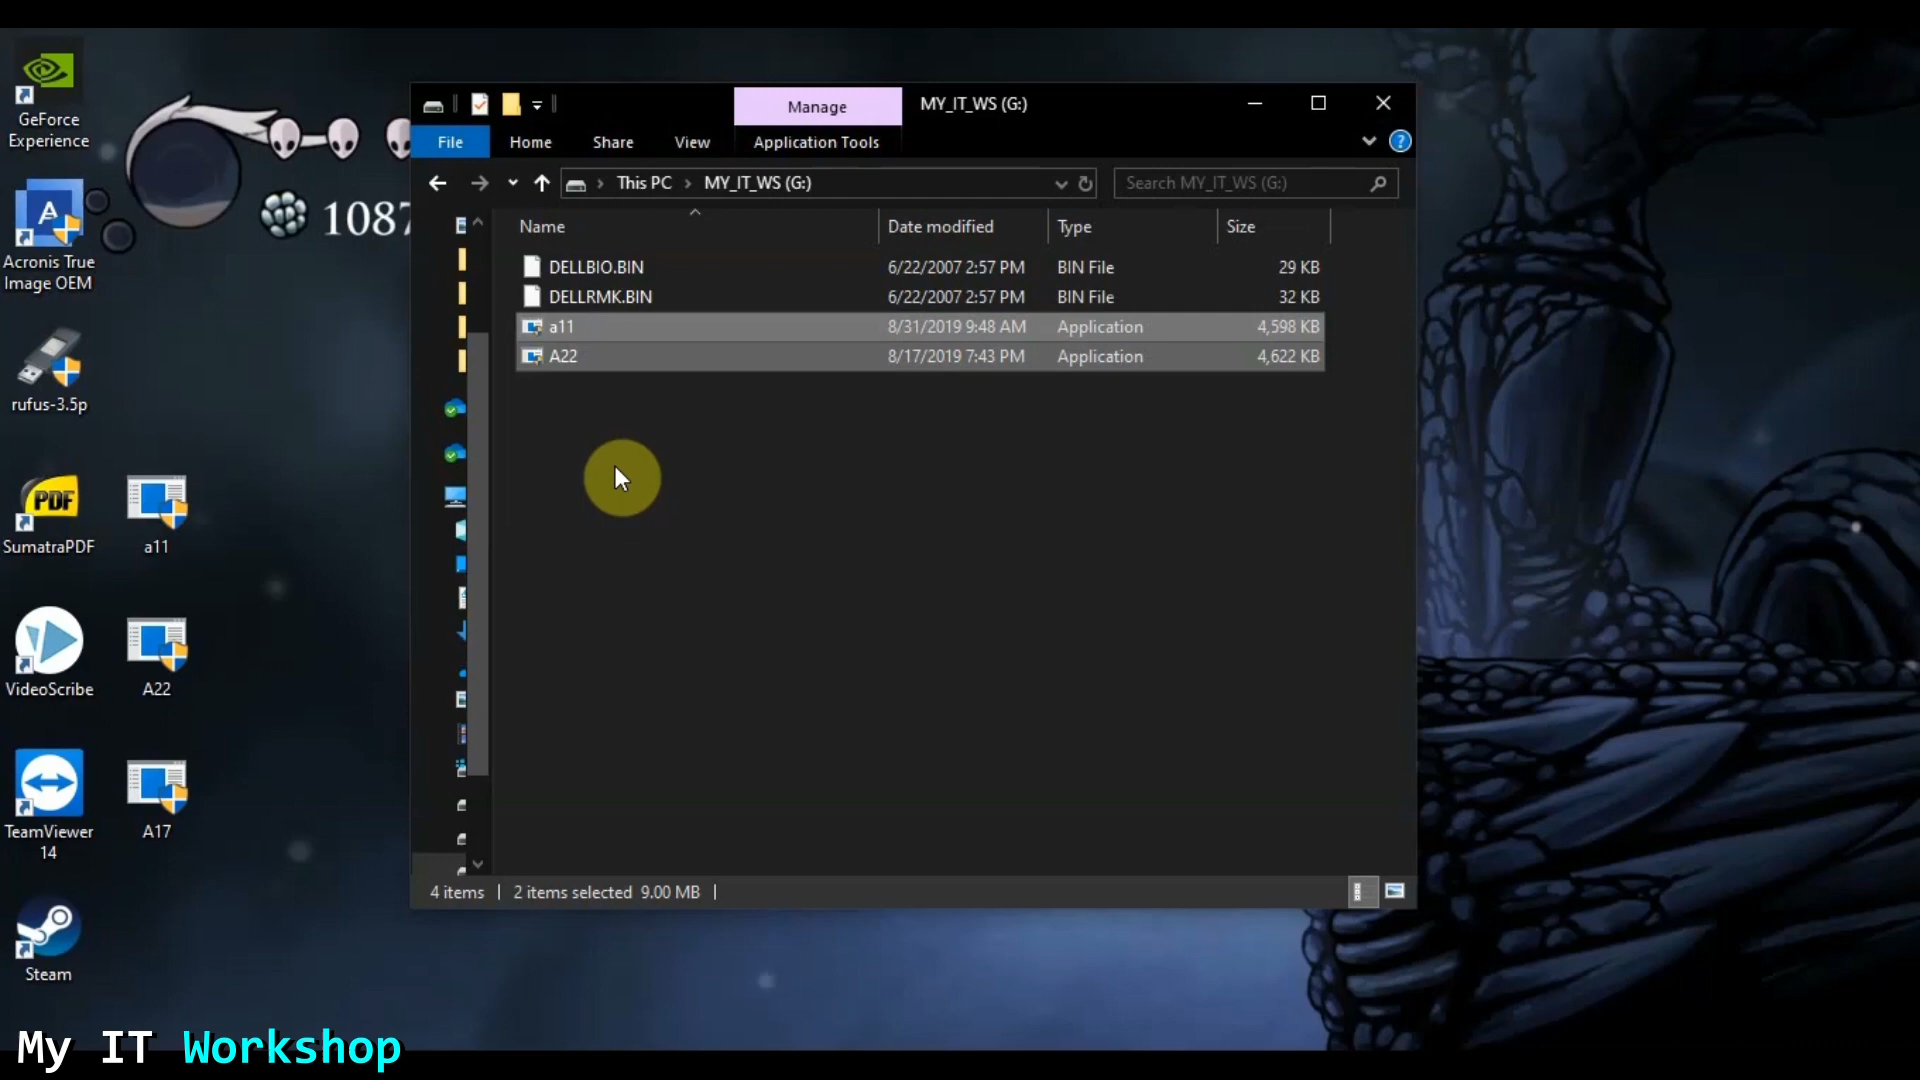 GeForce
Experience
Acronis True
Image OEM
rufus-3.5p
PDF
SumatraPDF
a11
VideoScribe
A22
TeamViewer
14
A17
Steam
1087
Manage
MY_IT_WS (G:)
File
Home
Share
View
Application Tools
This PC
MY_IT_WS (G:)
Search MY_IT_WS (G:)
Name
Date modified
Type
Size
DELLBIO.BIN 6/22/2007 2:57 PM BIN File 29 KB
DELLRMK.BIN 6/22/2007 2:57 PM BIN File 32 KB
a11 8/31/2019 9:48 AM Application 4,598 KB
A22 8/17/2019 7:43 PM Application 4,622 KB
4 items 2 items selected 9.00 MB
My IT Workshop